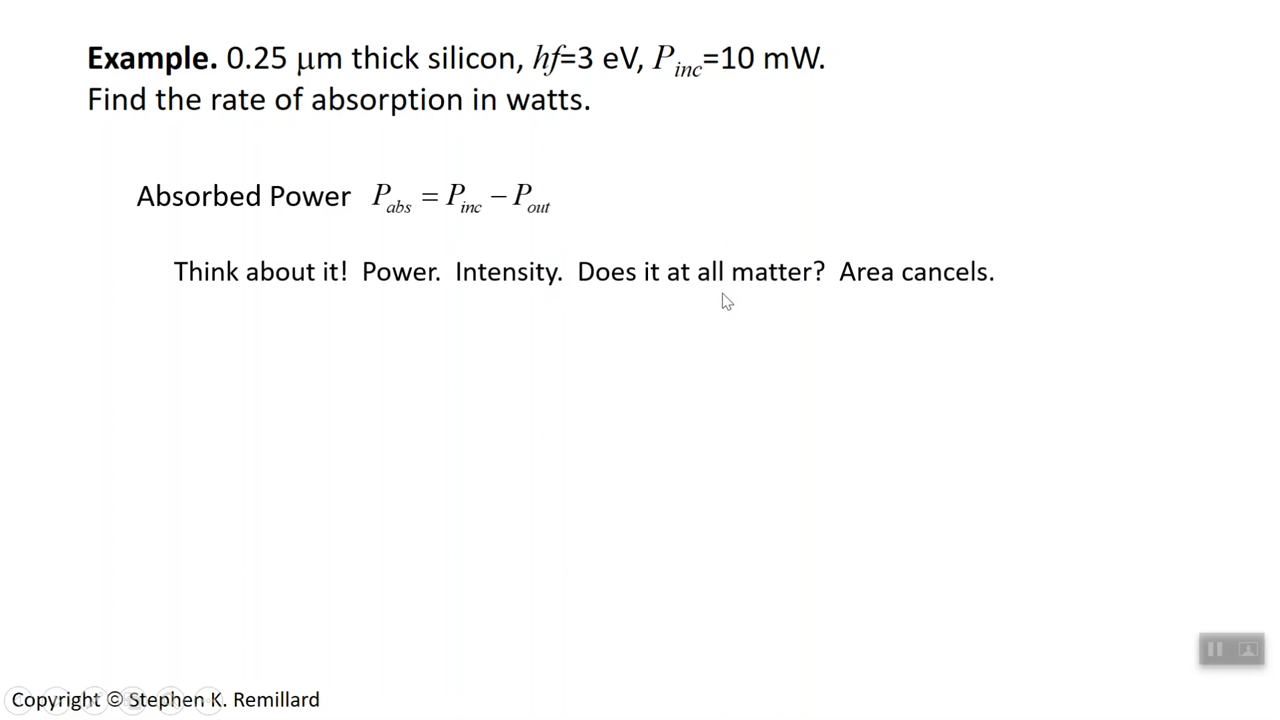 Example. 0.25 μm thick silicon, hf=3 eV, P_inc=10 mW.
Find the rate of absorption in watts.
Absorbed Power P_abs = P_inc − P_out
Think about it! Power. Intensity. Does it at all matter? Area cancels.
Copyright © Stephen K. Remillard